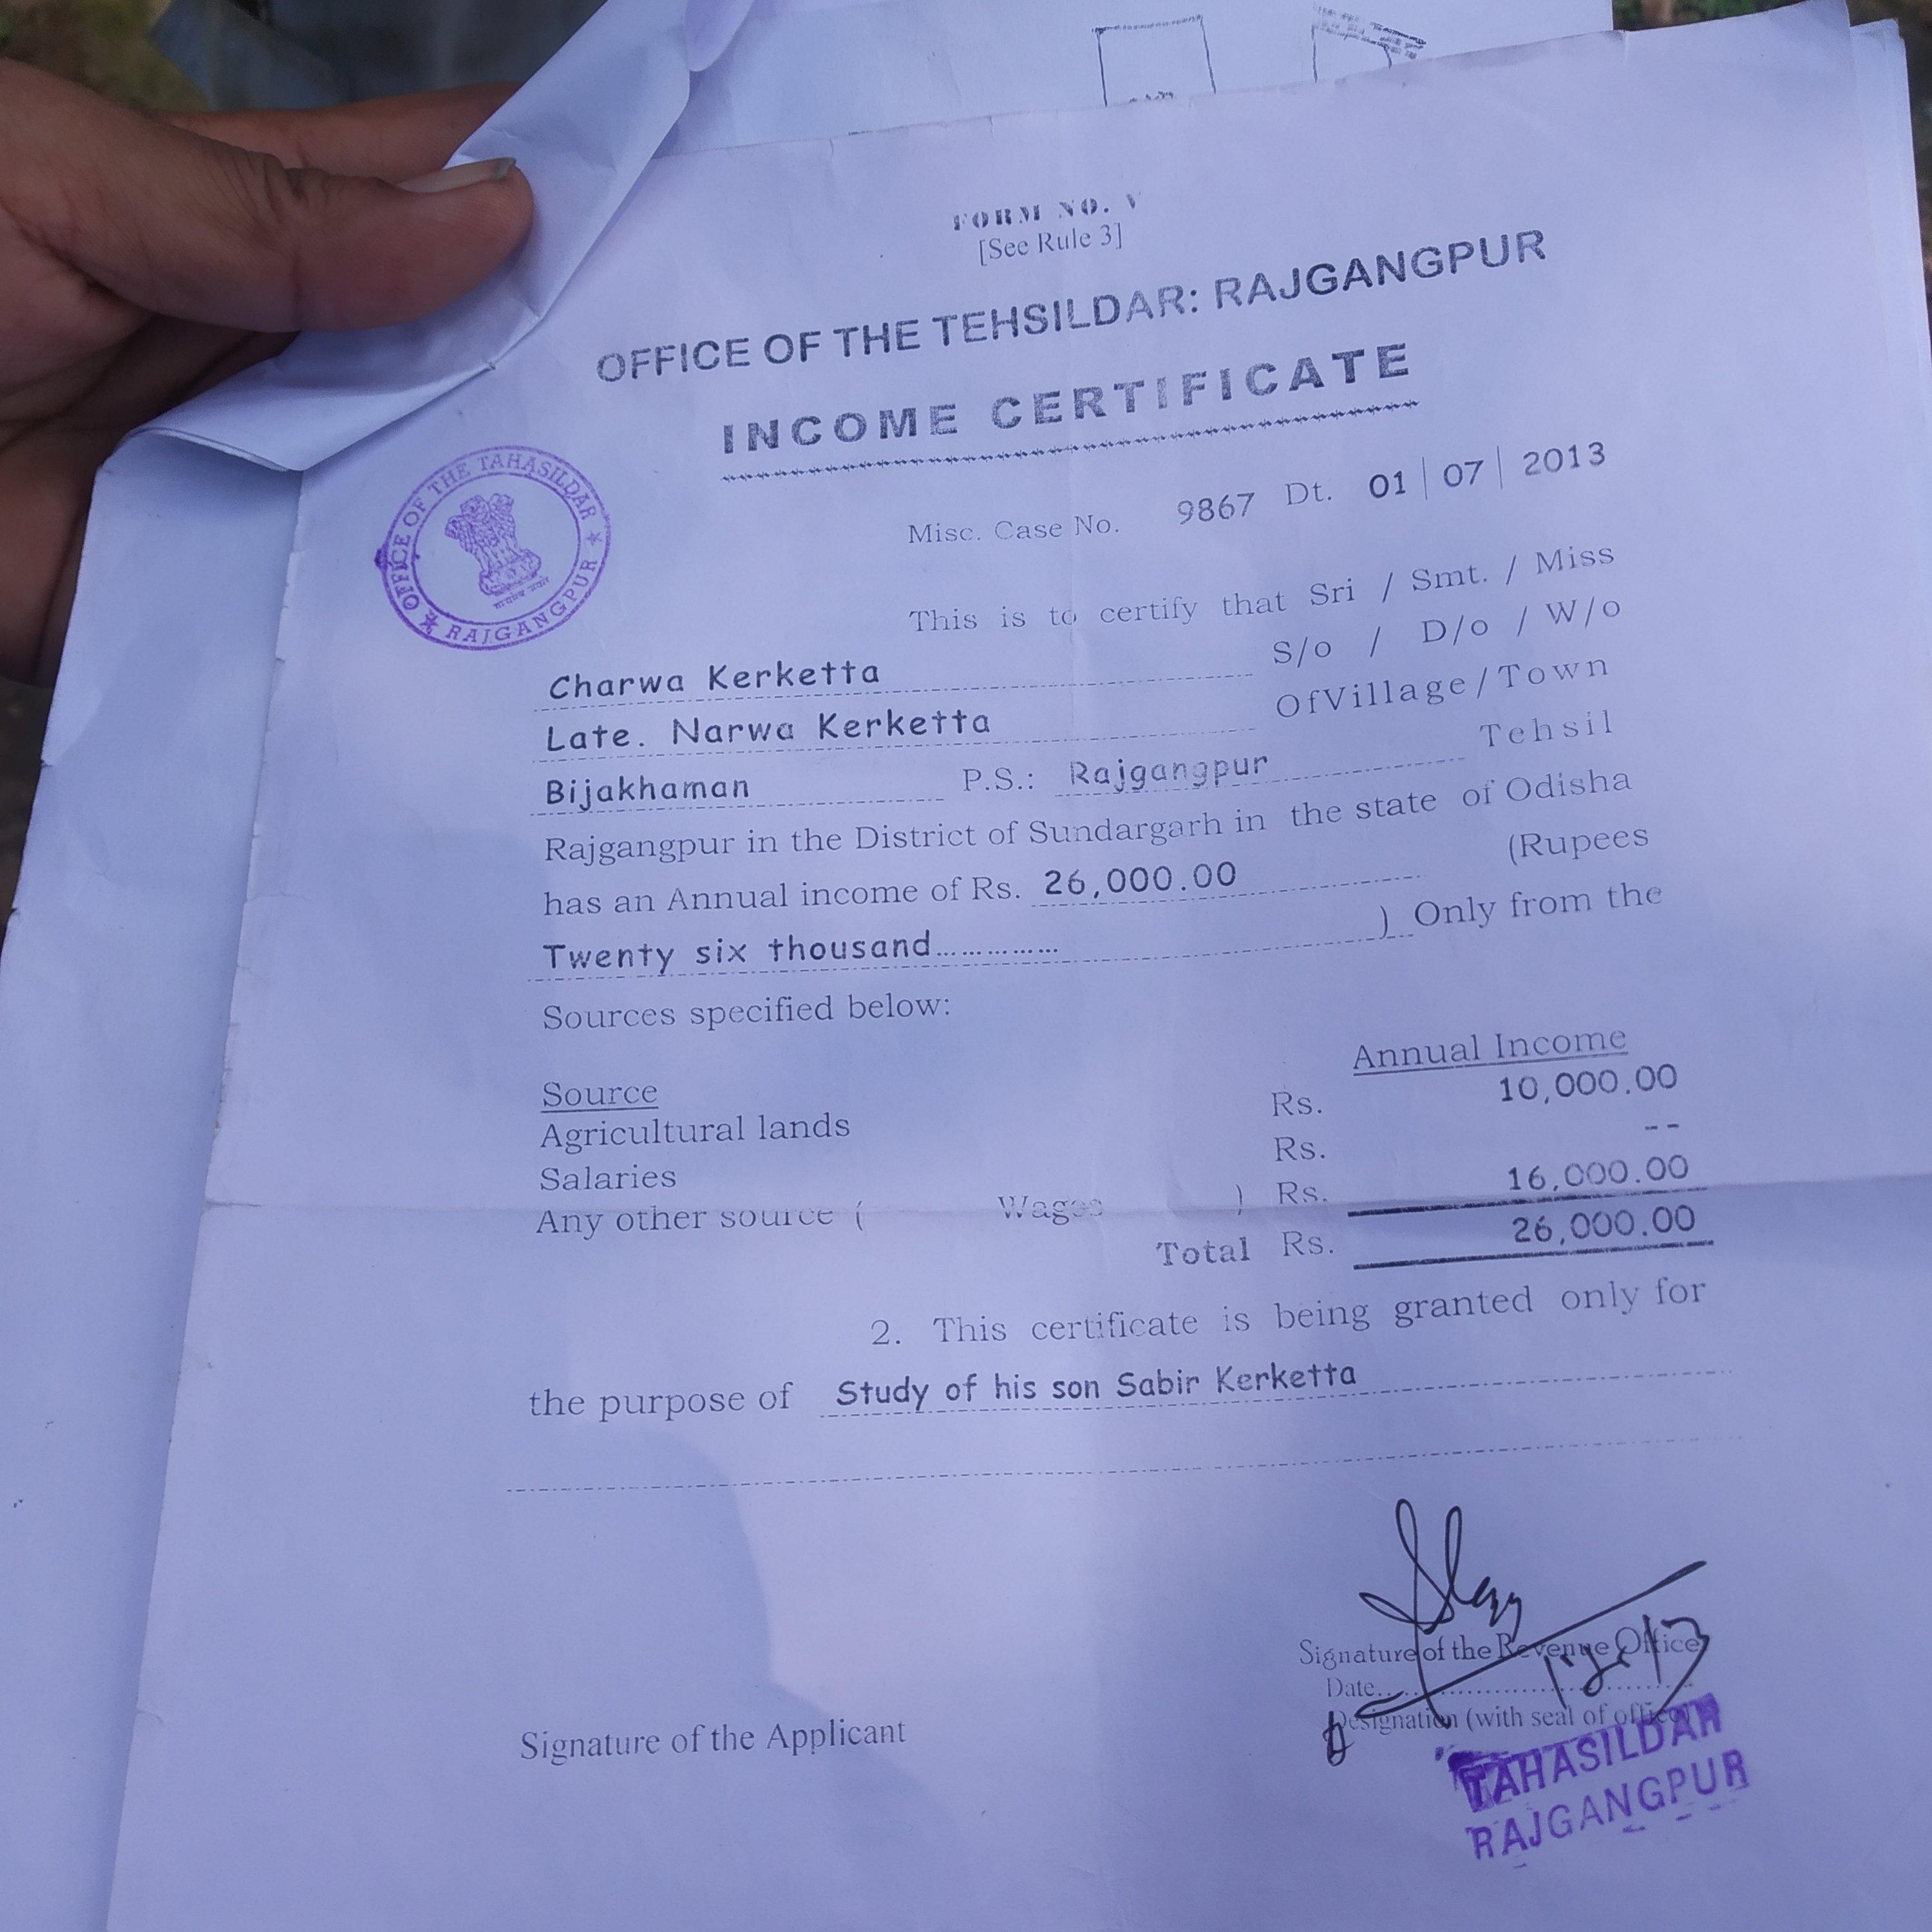 FORM NO. V
[See Rule 3]
OFFICE OF THE TEHSILDAR: RAJGANGPUR
INCOME CERTIFICATE
OFFICE OF THE TAHASILDAR
RAJGANGPUR
Misc. Case No. 9867 Dt. 01 | 07 | 2013
This is to certify that Sri / Smt. / Miss
Charwa Kerketta S/o / D/o / W/o
Late. Narwa Kerketta OfVillage/Town
Bijakhaman P.S.: Rajgangpur Tehsil
Rajgangpur in the District of Sundargarh in the state of Odisha
has an Annual income of Rs. 26,000.00 (Rupees
Twenty six thousand............... ) Only from the
Sources specified below:
Source Annual Income
Agricultural lands Rs. 10,000.00
Salaries Rs. --
Any other source ( Wages ) Rs. 16,000.00
Total Rs. 26,000.00
2. This certificate is being granted only for
the purpose of Study of his son Sabir Kerketta
Signature of the Revenue Officer
Date
Designation (with seal of office)
Signature of the Applicant
TAHASILDAR
RAJGANGPUR